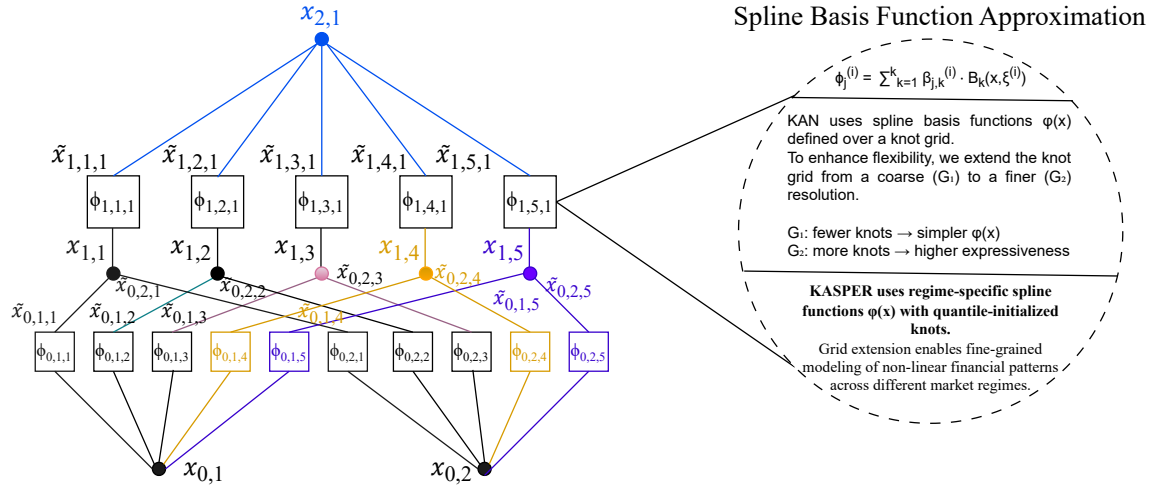 Spline Basis Function Approximation
x₂,₁
ϕⱼ⁽ⁱ⁾ = ∑ᵏₖ₌₁ βⱼ,ₖ⁽ⁱ⁾ · Bₖ(x,ξ⁽ⁱ⁾)
KAN uses spline basis functions φ(x)
defined over a knot grid.
To enhance flexibility, we extend the knot
grid from a coarse (G₁) to a finer (G₂)
resolution.
G₁: fewer knots → simpler φ(x)
G₂: more knots → higher expressiveness
KASPER uses regime-specific spline
functions φ(x) with quantile-initialized
knots.
Grid extension enables fine-grained
modeling of non-linear financial patterns
across different market regimes.
x̃₁,₁,₁ x̃₁,₂,₁ x̃₁,₃,₁ x̃₁,₄,₁ x̃₁,₅,₁
ϕ₁,₁,₁ ϕ₁,₂,₁ ϕ₁,₃,₁ ϕ₁,₄,₁ ϕ₁,₅,₁
x₁,₁ x₁,₂ x₁,₃ x₁,₄ x₁,₅
x̃₀,₂,₁ x̃₀,₂,₂ x̃₀,₂,₃ x̃₀,₂,₄ x̃₀,₂,₅
x̃₀,₁,₁ x̃₀,₁,₂ x̃₀,₁,₃ x̃₀,₁,₄ x̃₀,₁,₅
ϕ₀,₁,₁ ϕ₀,₁,₂ ϕ₀,₁,₃ ϕ₀,₁,₄ ϕ₀,₁,₅ ϕ₀,₂,₁ ϕ₀,₂,₂ ϕ₀,₂,₃ ϕ₀,₂,₄ ϕ₀,₂,₅
x₀,₁ x₀,₂